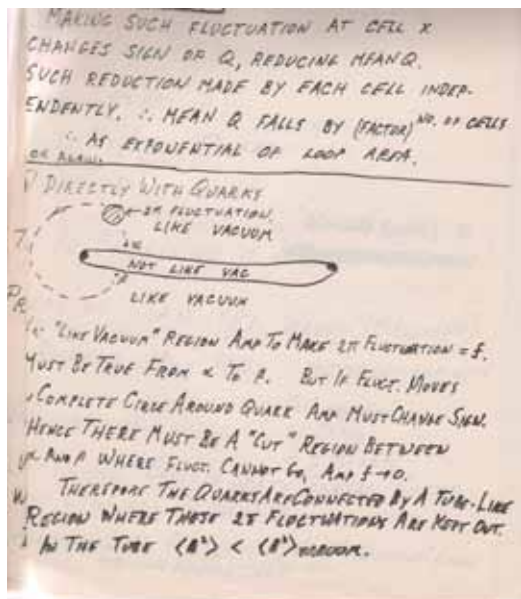 MAKING SUCH FLUCTUATION AT CELL X
CHANGES SIGN OF Q, REDUCING MEAN Q.
SUCH REDUCTION MADE BY EACH CELL INDEP-
ENDENTLY. ∴ MEAN Q FALLS BY (FACTOR)^NO. OF CELLS
∴ AS EXPONENTIAL OF LOOP AREA.
DIRECTLY WITH QUARKS
2π FLUCTUATION
LIKE VACUUM
α
NOT LIKE VAC
β
LIKE VACUUM
"LIKE VACUUM" REGION AMP TO MAKE 2π FLUCTUATION = f.
MUST BE TRUE FROM α TO β. BUT IF FLUCT. MOVES
COMPLETE CIRCLE AROUND QUARK AMP MUST CHANGE SIGN.
HENCE THERE MUST BE A "CUT" REGION BETWEEN
α AND β WHERE FLUCT. CANNOT GO, AMP f→0.
THEREFORE THE QUARKS ARE CONNECTED BY A TUBE-LIKE
REGION WHERE THESE 2π FLUCTUATIONS ARE KEPT OUT.
IN THE TUBE ⟨B²⟩ < ⟨B²⟩VACUUM.